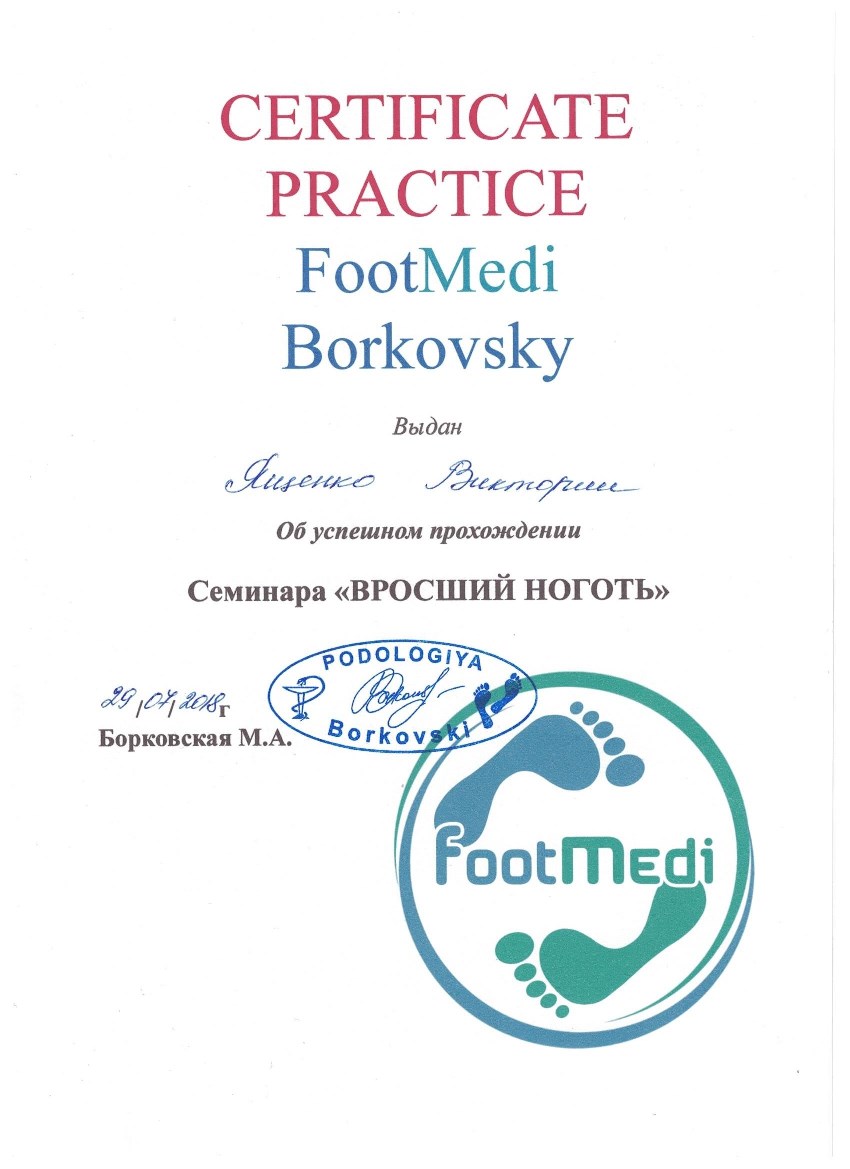 CERTIFICATE
PRACTICE
FootMedi
Borkovsky
Выдан
Ященко Виктории
Об успешном прохождении
Семинара «ВРОСШИЙ НОГОТЬ»
PODOLOGIYA
Borkovski
29,07,2018г
Борковская М.А.
FootMedi